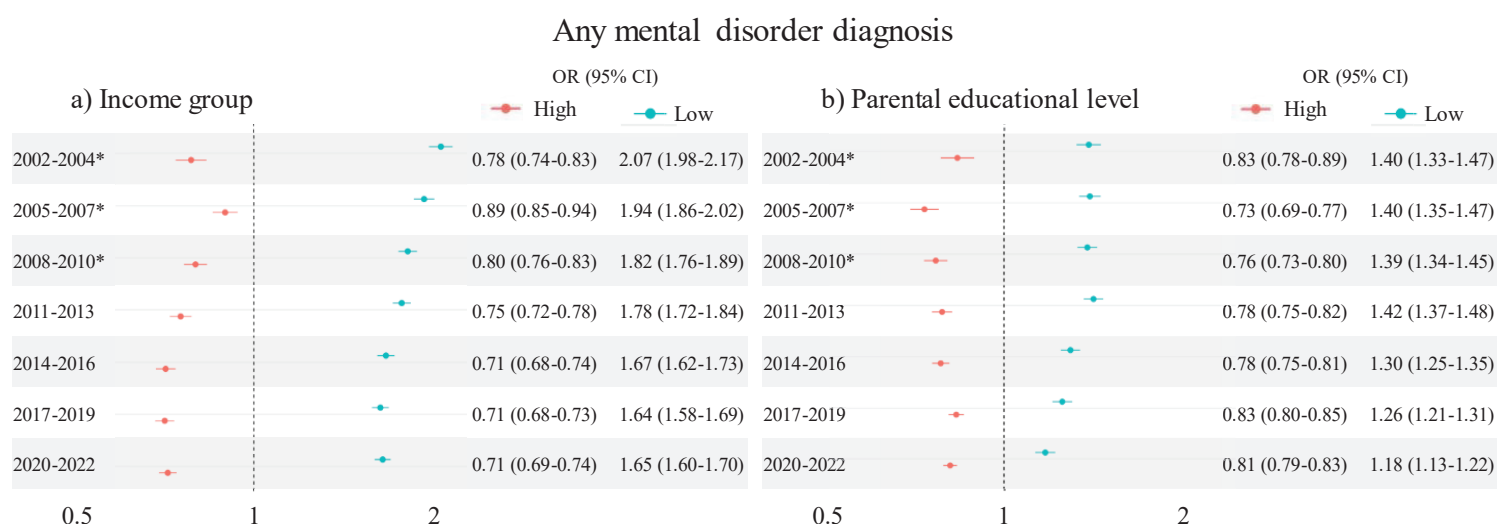 Any mental disorder diagnosis
a) Income group
OR (95% CI)
High Low
2002-2004* 0.78 (0.74-0.83) 2.07 (1.98-2.17)
2005-2007* 0.89 (0.85-0.94) 1.94 (1.86-2.02)
2008-2010* 0.80 (0.76-0.83) 1.82 (1.76-1.89)
2011-2013 0.75 (0.72-0.78) 1.78 (1.72-1.84)
2014-2016 0.71 (0.68-0.74) 1.67 (1.62-1.73)
2017-2019 0.71 (0.68-0.73) 1.64 (1.58-1.69)
2020-2022 0.71 (0.69-0.74) 1.65 (1.60-1.70)
0.5 1 2
b) Parental educational level
OR (95% CI)
High Low
2002-2004* 0.83 (0.78-0.89) 1.40 (1.33-1.47)
2005-2007* 0.73 (0.69-0.77) 1.40 (1.35-1.47)
2008-2010* 0.76 (0.73-0.80) 1.39 (1.34-1.45)
2011-2013 0.78 (0.75-0.82) 1.42 (1.37-1.48)
2014-2016 0.78 (0.75-0.81) 1.30 (1.25-1.35)
2017-2019 0.83 (0.80-0.85) 1.26 (1.21-1.31)
2020-2022 0.81 (0.79-0.83) 1.18 (1.13-1.22)
0.5 1 2